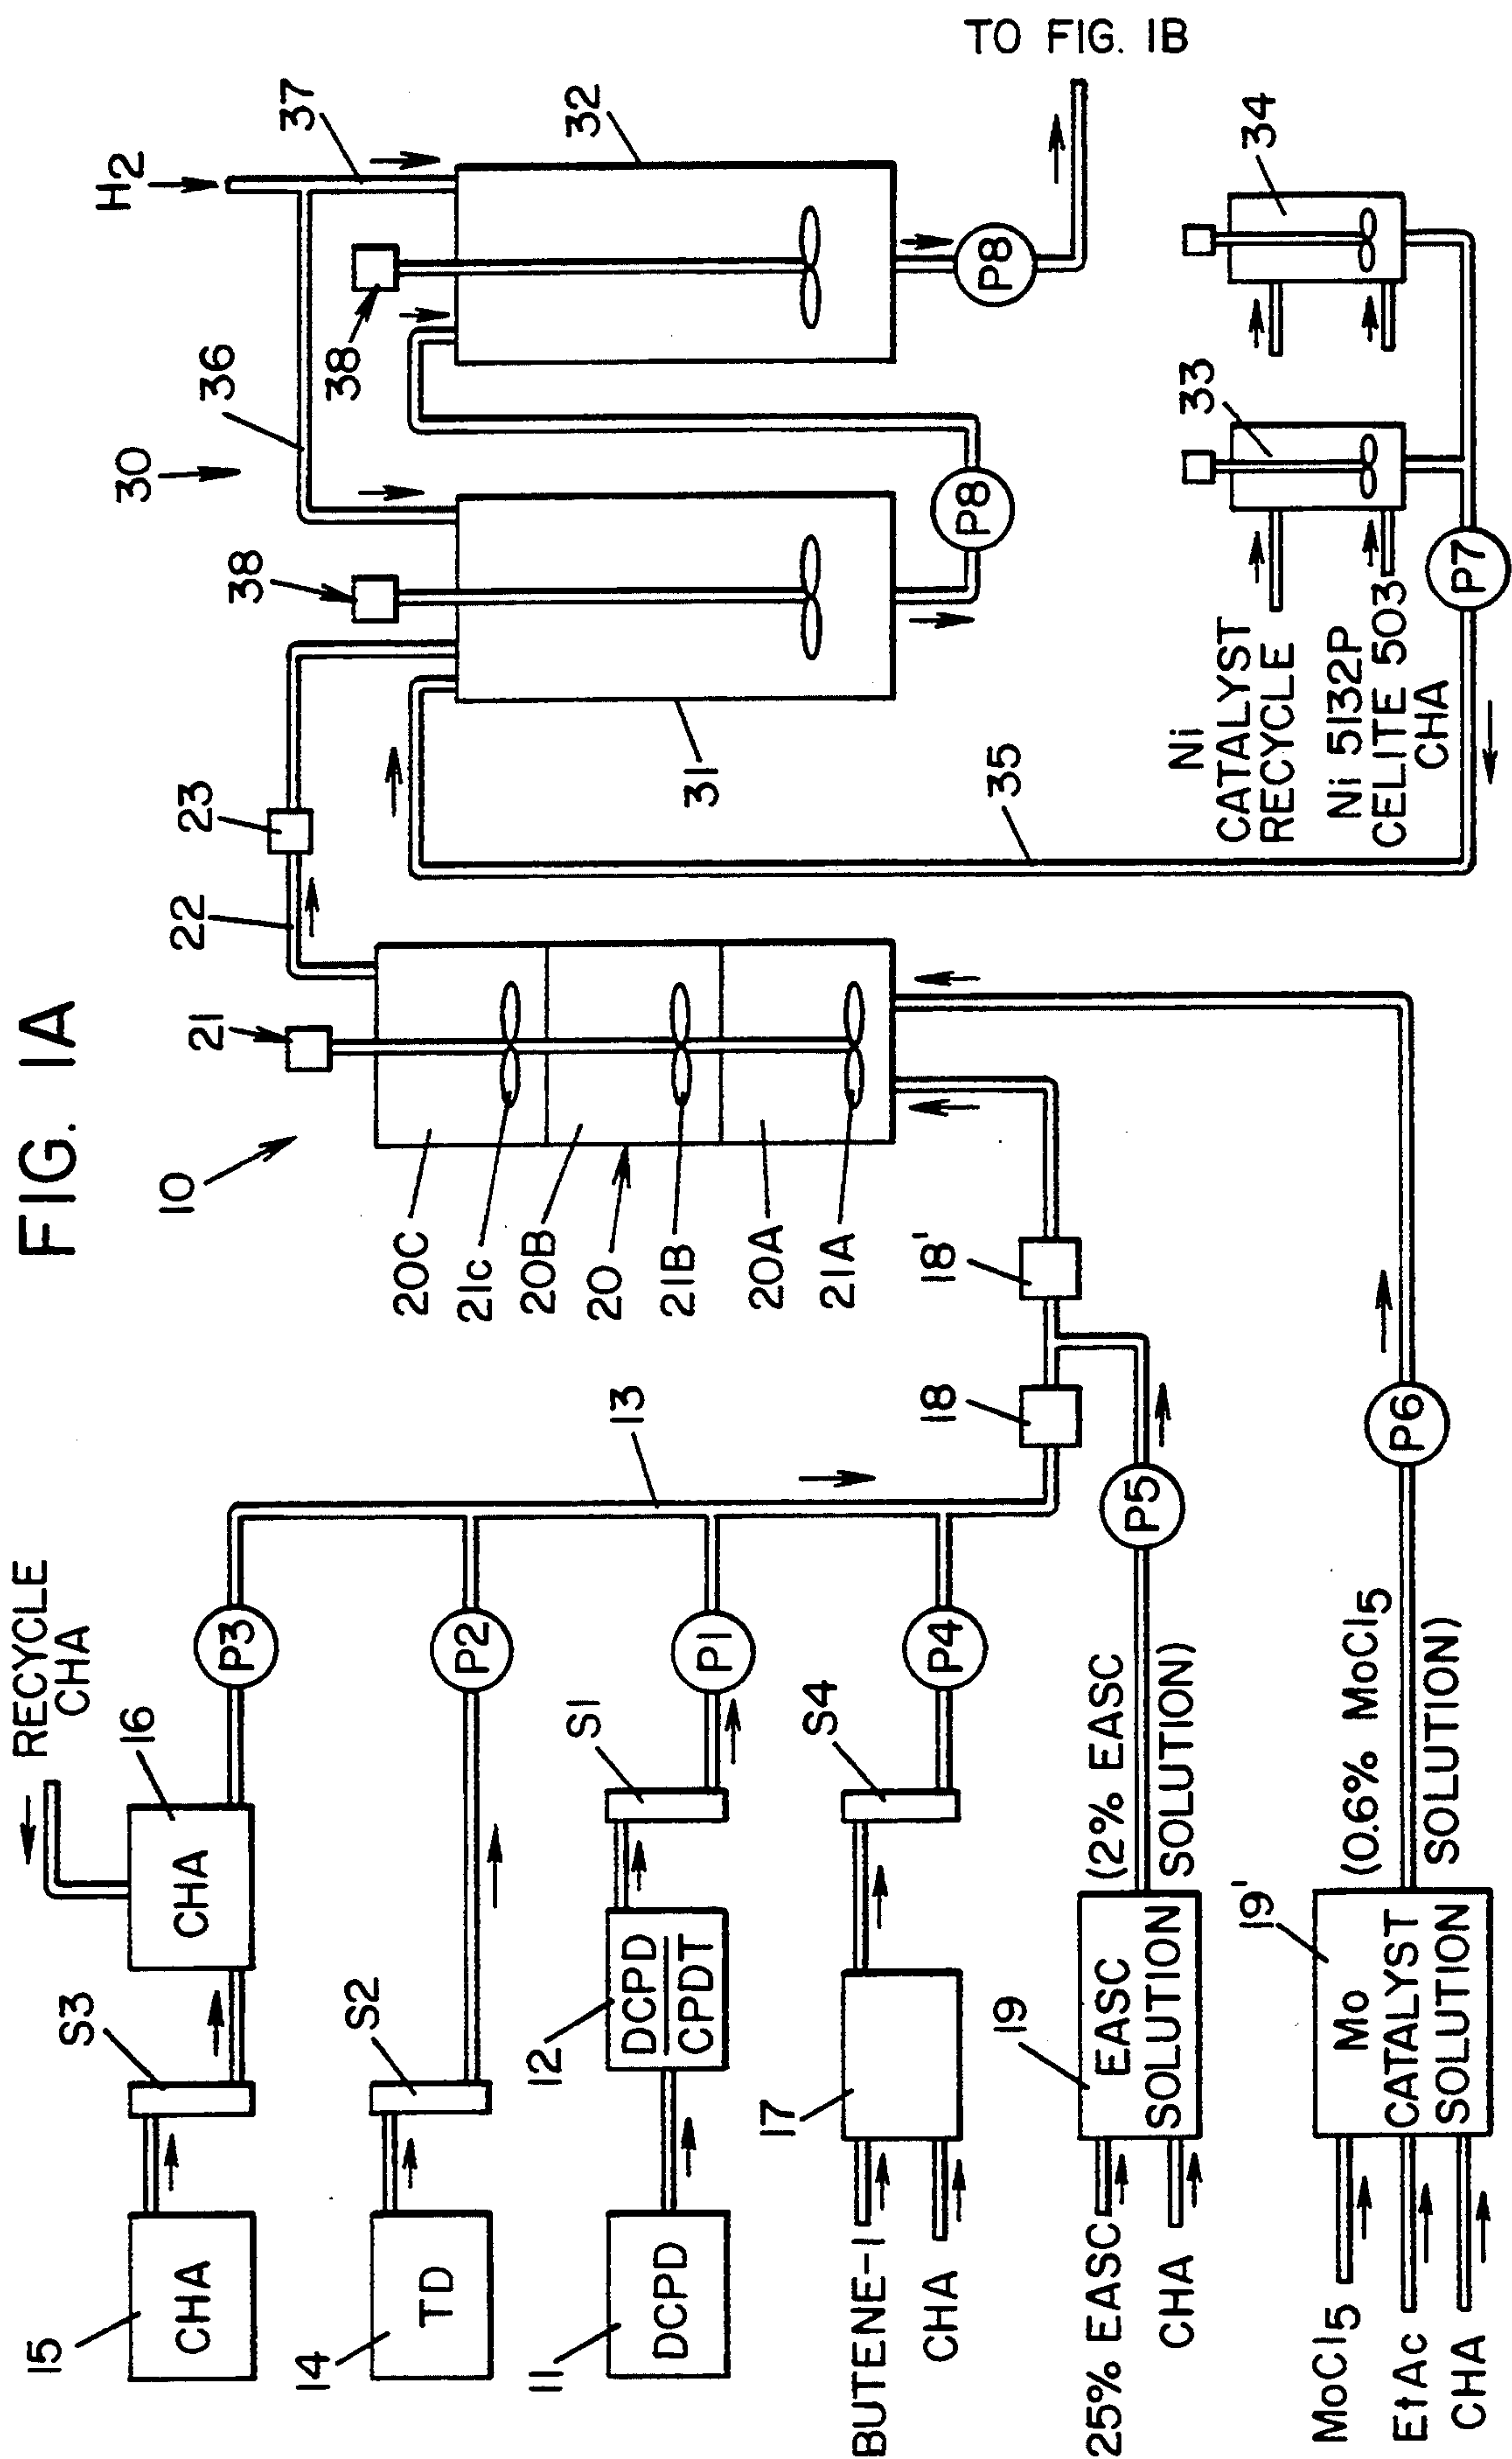 FIG. 1A
10
RECYCLE
CHA
15
CHA
S3
16
CHA
P3
14
TD
S2
P2
11
DCPD
12
DCPD
CPDT
S1
P1
13
BUTENE-1
CHA
17
S4
P4
18
18'
25% EASC
CHA
19
EASC
SOLUTION
(2% EASC
SOLUTION)
P5
MoCl5
EtAc
CHA
19'
Mo
CATALYST
SOLUTION
(0.6% MoCl5
SOLUTION)
P6
20C
21c
20B
20
21B
20A
21A
21
22
23
30
36
H2
37
38
38
31
32
P8
P8
TO FIG. 1B
35
33
34
Ni
CATALYST
RECYCLE
Ni 5132P
CELITE 503
CHA
P7